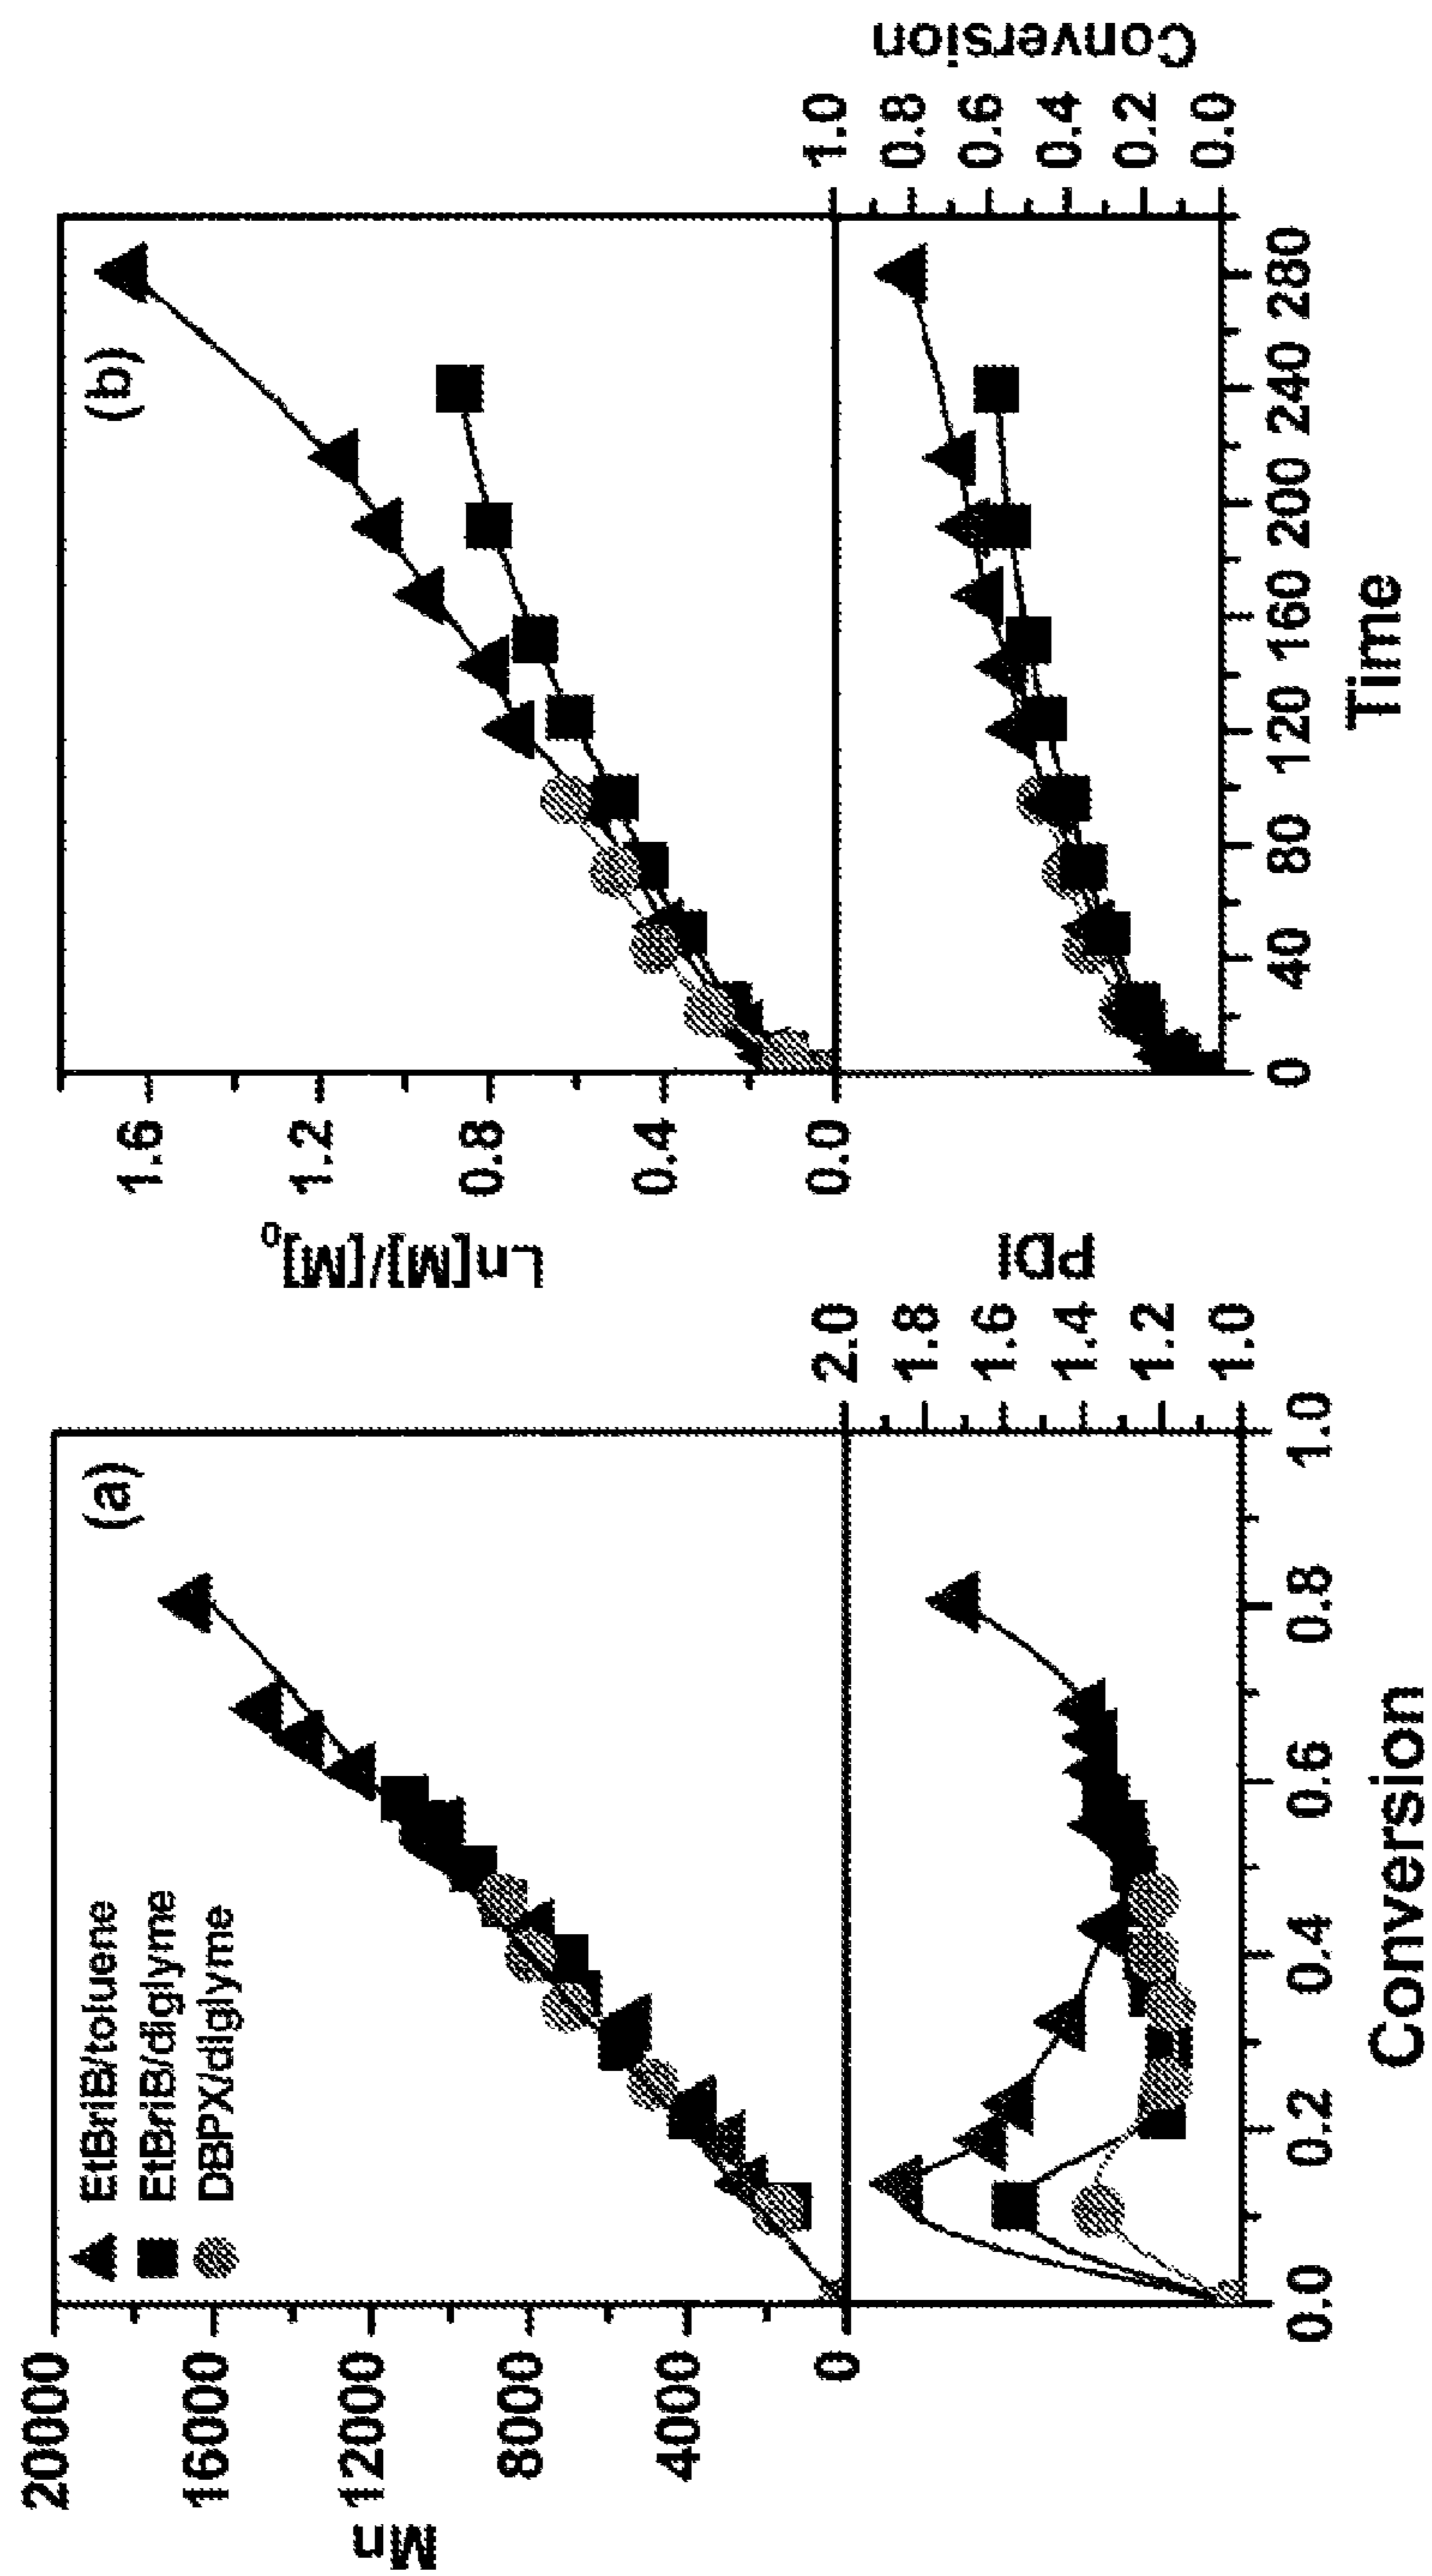 (a)
EtBriB/toluene
EtBriB/diglyme
DBPX/diglyme
Mn
20000
16000
12000
8000
4000
0
2.0
1.8
1.6
1.4
1.2
1.0
PDI
0.0 0.2 0.4 0.6 0.8 1.0
Conversion
(b)
Ln[M]/[M]0
1.6
1.2
0.8
0.4
0.0
1.0
0.8
0.6
0.4
0.2
0.0
Conversion
0 40 80 120 160 200 240 280
Time